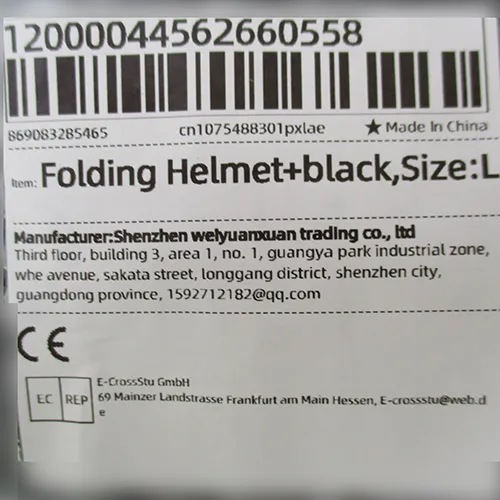 12000044562660558
869083285465 cn1075488301pxlae ★ Made In China
Item: Folding Helmet+black,Size:L
Manufacturer:Shenzhen weiyuanxuan trading co., ltd
Third floor, building 3, area 1, no. 1, guangya park industrial zone,
whe avenue, sakata street, longgang district, shenzhen city,
guangdong province, 1592712182@qq.com
CE
EC REP
E-CrossStu GmbH
69 Mainzer Landstrasse Frankfurt am Main Hessen, E-crossstu@web.d
e